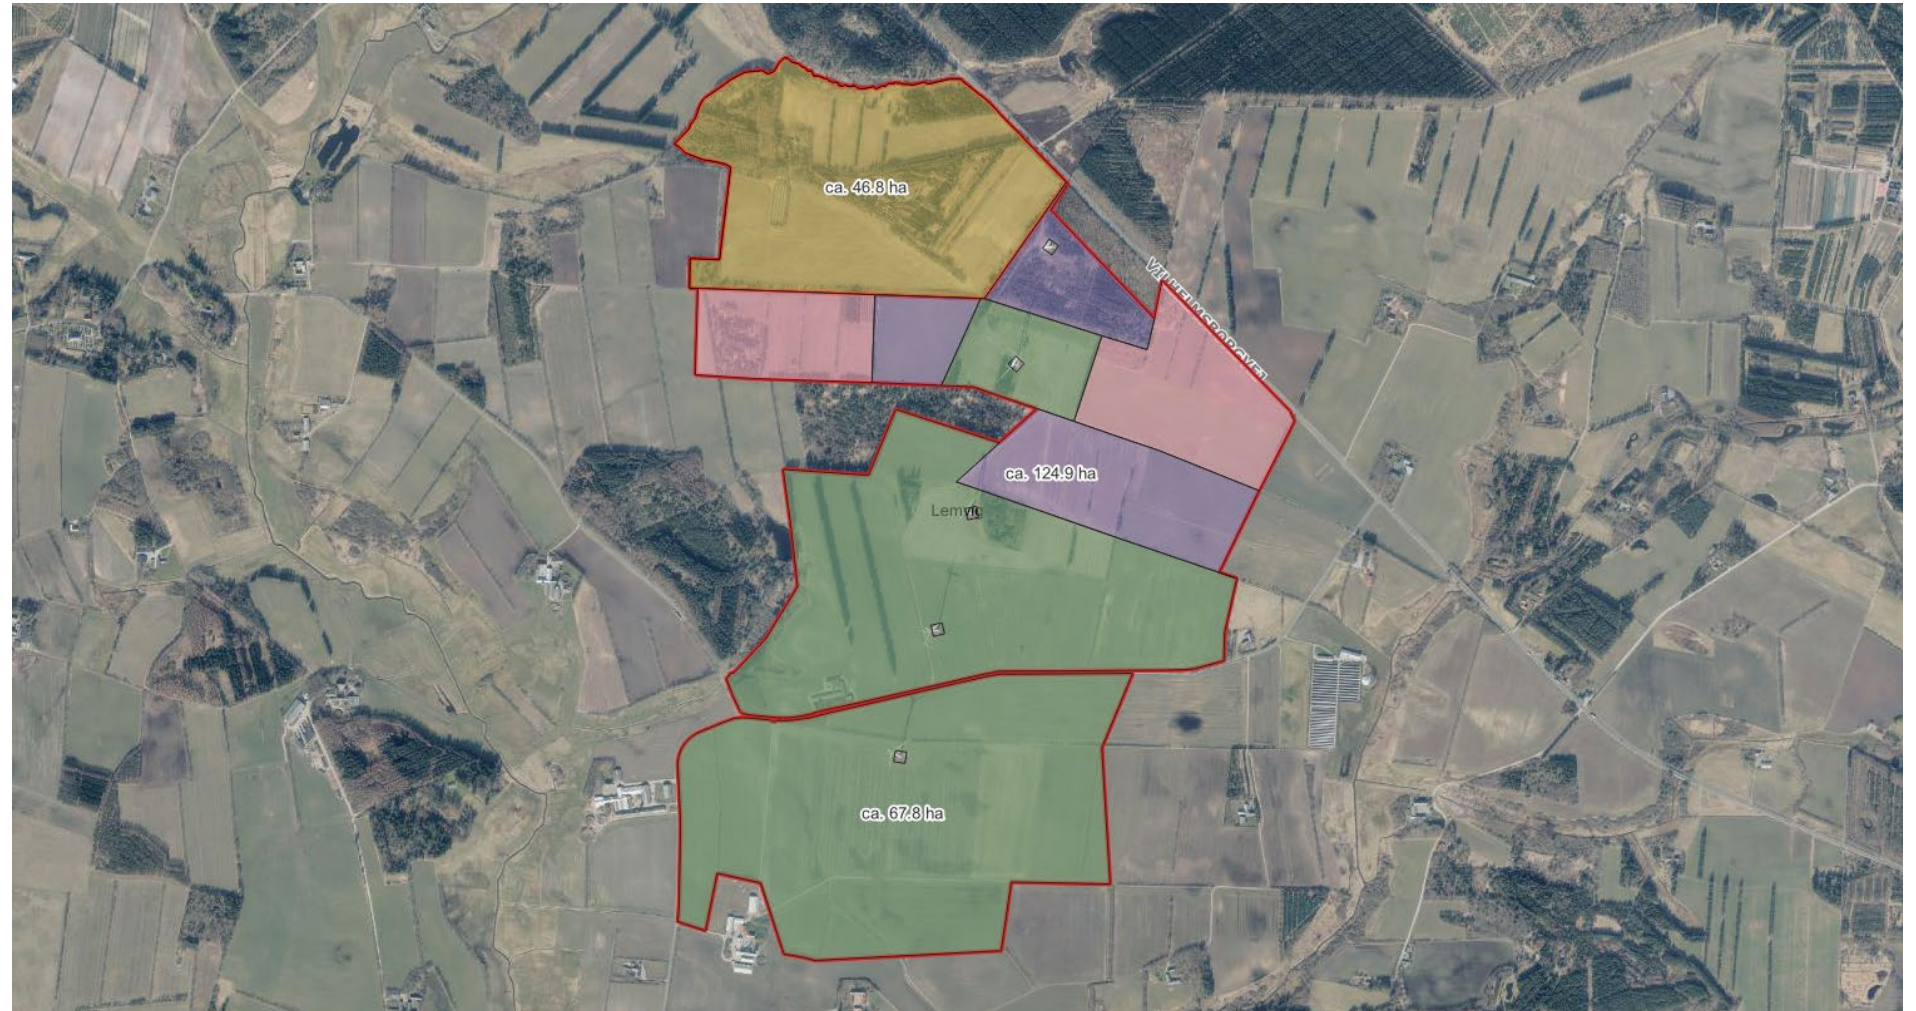 ca. 46.8 ha
VILHELMSBORGVEJ
ca. 124.9 ha
Lemvig
ca. 67.8 ha